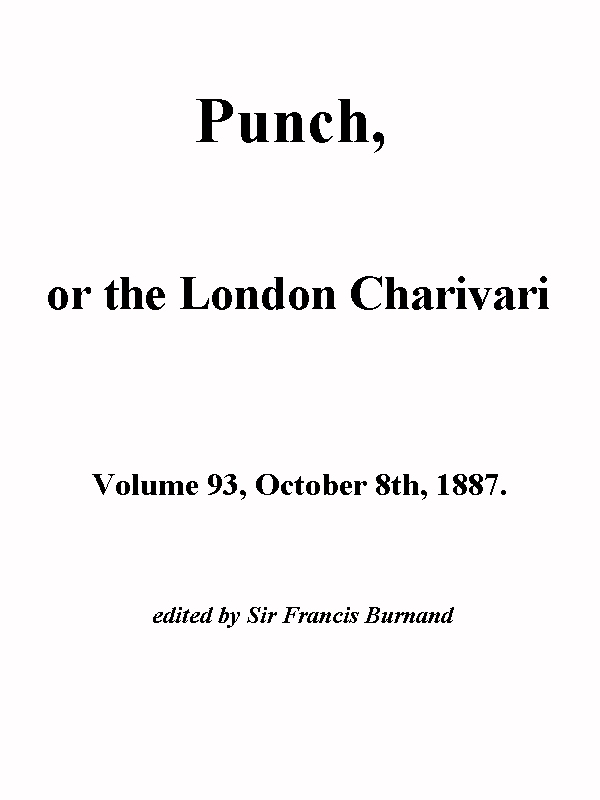 Punch,
or the London Charivari
Volume 93, October 8th, 1887.
edited by Sir Francis Burnand